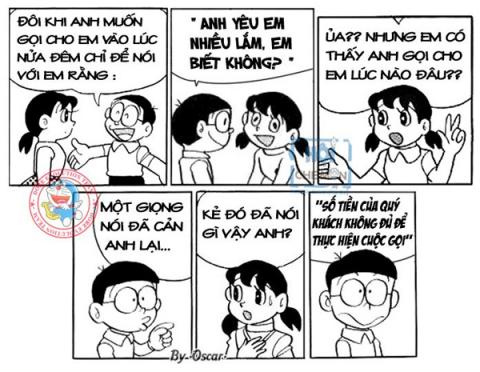 ĐÔI KHI ANH MUỐN
GỌI CHO EM VÀO LÚC
NỬA ĐÊM CHỈ ĐỂ NÓI
VỚI EM RẰNG :
" ANH YÊU EM
NHIỀU LẮM, EM
BIẾT KHÔNG? "
ỦA?? NHƯNG EM CÓ
THẤY ANH GỌI CHO
EM LÚC NÀO ĐÂU??
MỘT GIỌNG
NÓI ĐÃ CẢN
ANH LẠI...
KẺ ĐÓ ĐÃ NÓI
GÌ VẬY ANH?
"SỐ TIỀN CỦA QUÝ
KHÁCH KHÔNG ĐỦ ĐỂ
THỰC HIỆN CUỘC GỌI"
By- Oscar-